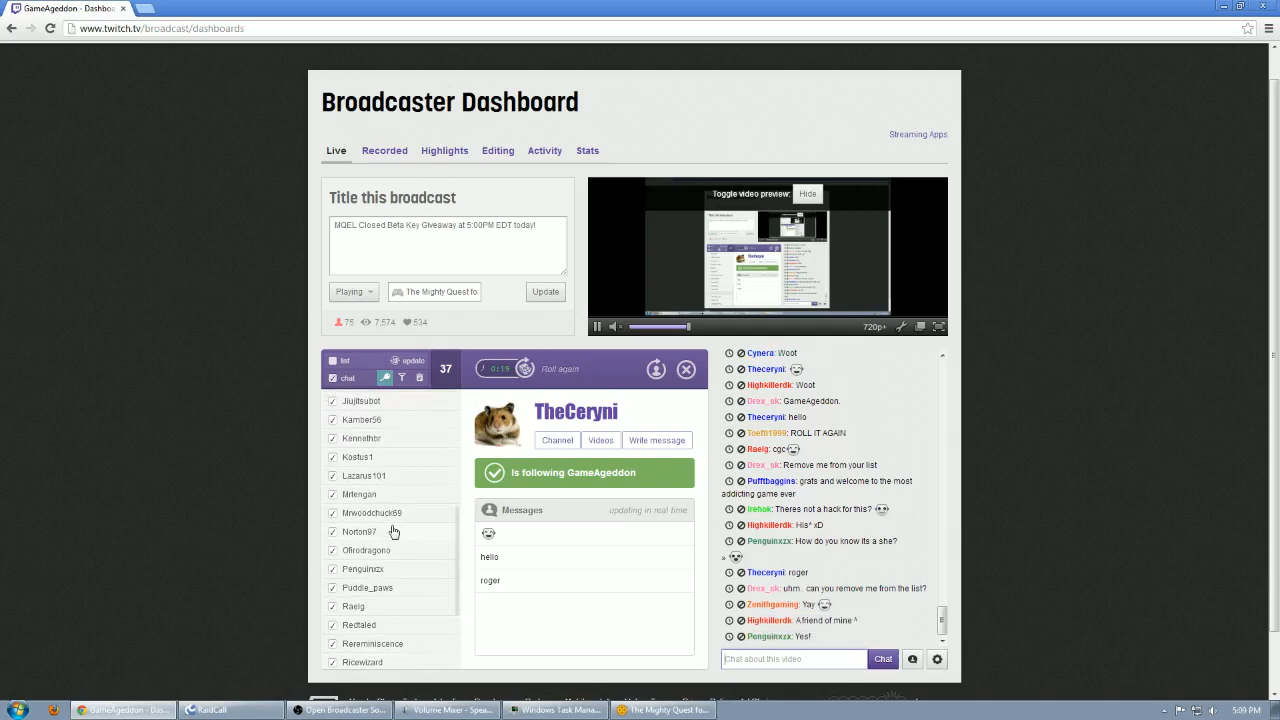 GameAgeddon - Dashboa
www.twitch.tv/broadcast/dashboards
Broadcaster Dashboard
Streaming Apps
Live Recorded Highlights Editing Activity Stats
Title this broadcast
MQEL Closed Beta Key Giveaway at 5:00PM EDT today!
Playing
The Mighty Quest fo
Update
75 7,574 534
Toggle video preview: Hide
720p+
list
update
chat
37
0:19
Roll again
Jiujitsubot
Kamber56
Kennethbr
Kostus1
Lazarus101
Mrtengan
Mrwoodchuck69
Norton97
Ofirodragono
Penguinxzx
Puddle_paws
Raelg
Redtaled
Rereminiscence
Ricewizard
TheCeryni
Channel Videos Write message
is following GameAgeddon
Messages updating in real time
hello
roger
Cynera: Woot
Theceryni:
Highkillerdk: Woot
Drex_sk: GameAgeddon.
Theceryni: hello
Toeft1999: ROLL IT AGAIN
Raelg: cgc
Drex_sk: Remove me from your list
Pufftbaggins: grats and welcome to the most
addicting game ever
Irehok: Theres not a hack for this?
Highkillerdk: His* xD
Penguinxzx: How do you know its a she?
»
Theceryni: roger
Drex_sk: uhm.. can you remove me from the list?
Zenithgaming: Yay
Highkillerdk: A friend of mine ^
Penguinxzx: Yes!
Chat about this video
Chat
GameAgeddon - Das...
RaidCall
Open Broadcaster So...
Volume Mixer - Spea...
Windows Task Mana...
The Mighty Quest fo...
5:09 PM